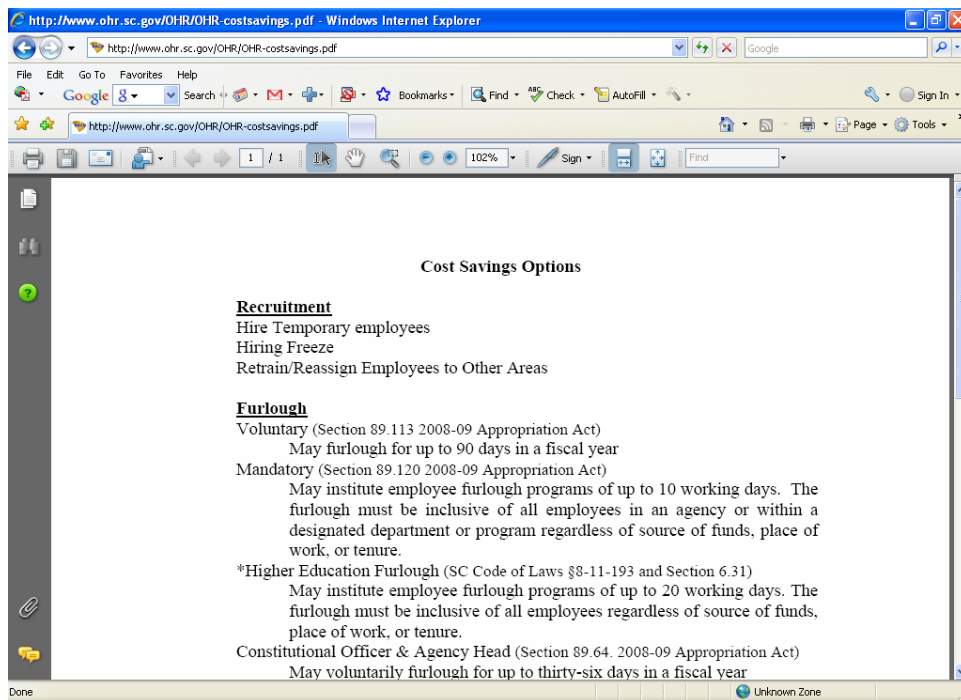 http://www.ohr.sc.gov/OHR/OHR-costsavings.pdf - Windows Internet Explorer
http://www.ohr.sc.gov/OHR/OHR-costsavings.pdf
Google
File Edit Go To Favorites Help
Google Search Bookmarks Find Check AutoFill Sign In
http://www.ohr.sc.gov/OHR/OHR-costsavings.pdf Page Tools
1 / 1 102% Sign Find
Cost Savings Options
Recruitment
Hire Temporary employees
Hiring Freeze
Retrain/Reassign Employees to Other Areas
Furlough
Voluntary (Section 89.113 2008-09 Appropriation Act)
May furlough for up to 90 days in a fiscal year
Mandatory (Section 89.120 2008-09 Appropriation Act)
May institute employee furlough programs of up to 10 working days. The
furlough must be inclusive of all employees in an agency or within a
designated department or program regardless of source of funds, place of
work, or tenure.
*Higher Education Furlough (SC Code of Laws §8-11-193 and Section 6.31)
May institute employee furlough programs of up to 20 working days. The
furlough must be inclusive of all employees regardless of source of funds,
place of work, or tenure.
Constitutional Officer & Agency Head (Section 89.64. 2008-09 Appropriation Act)
May voluntarily furlough for up to thirty-six days in a fiscal year
Done Unknown Zone